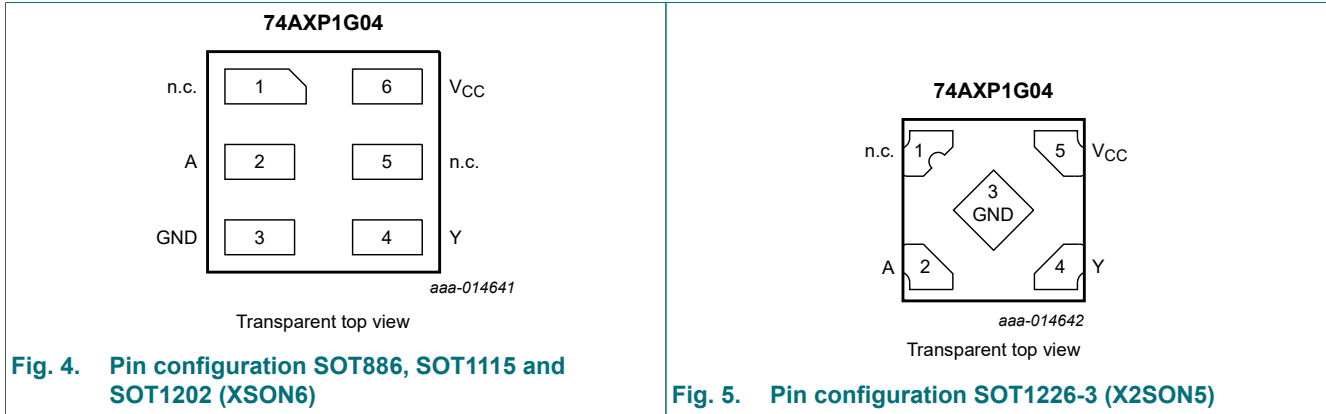 74AXP1G04
n.c. 1 6 VCC
A 2 5 n.c.
GND 3 4 Y
aaa-014641
Transparent top view
Fig. 4. Pin configuration SOT886, SOT1115 and
SOT1202 (XSON6)
74AXP1G04
n.c. 1 5 VCC
3
GND
A 2 4 Y
aaa-014642
Transparent top view
Fig. 5. Pin configuration SOT1226-3 (X2SON5)